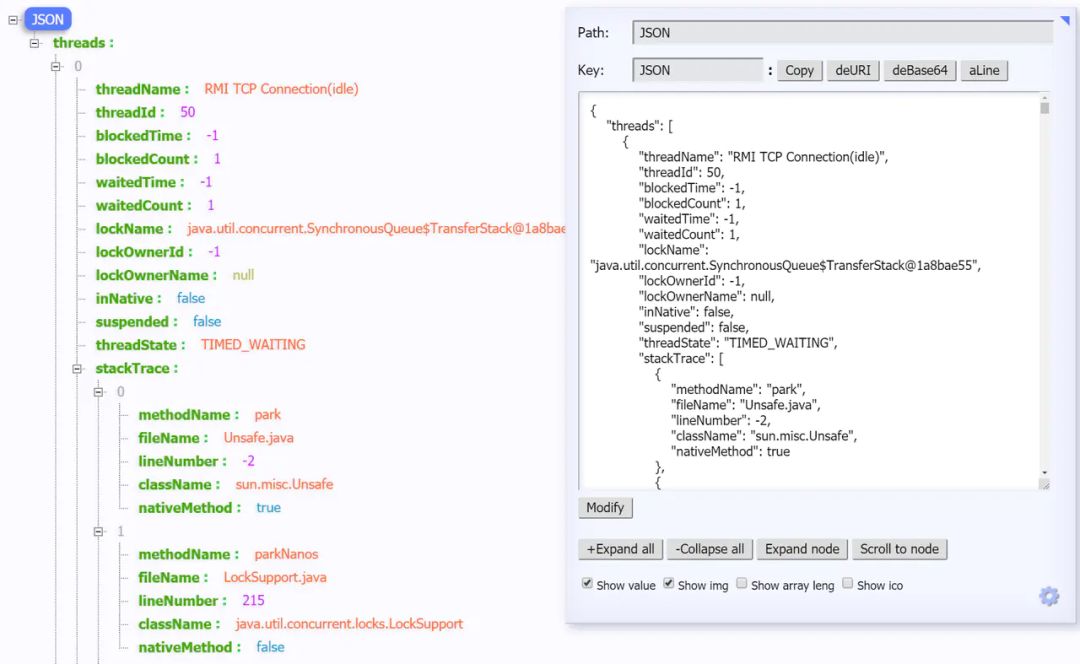 JSON
threads :
0
threadName : RMI TCP Connection(idle)
threadId : 50
blockedTime : -1
blockedCount : 1
waitedTime : -1
waitedCount : 1
lockName : java.util.concurrent.SynchronousQueue$TransferStack@1a8bae
lockOwnerId : -1
lockOwnerName : null
inNative : false
suspended : false
threadState : TIMED_WAITING
stackTrace :
0
methodName : park
fileName : Unsafe.java
lineNumber : -2
className : sun.misc.Unsafe
nativeMethod : true
1
methodName : parkNanos
fileName : LockSupport.java
lineNumber : 215
className : java.util.concurrent.locks.LockSupport
nativeMethod : false
Path: JSON
Key: JSON : Copy deURI deBase64 aLine
{
"threads": [
{
"threadName": "RMI TCP Connection(idle)",
"threadId": 50,
"blockedTime": -1,
"blockedCount": 1,
"waitedTime": -1,
"waitedCount": 1,
"lockName":
"java.util.concurrent.SynchronousQueue$TransferStack@1a8bae55",
"lockOwnerId": -1,
"lockOwnerName": null,
"inNative": false,
"suspended": false,
"threadState": "TIMED_WAITING",
"stackTrace": [
{
"methodName": "park",
"fileName": "Unsafe.java",
"lineNumber": -2,
"className": "sun.misc.Unsafe",
"nativeMethod": true
},
{
Modify
+Expand all -Collapse all Expand node Scroll to node
Show value Show img Show array leng Show ico